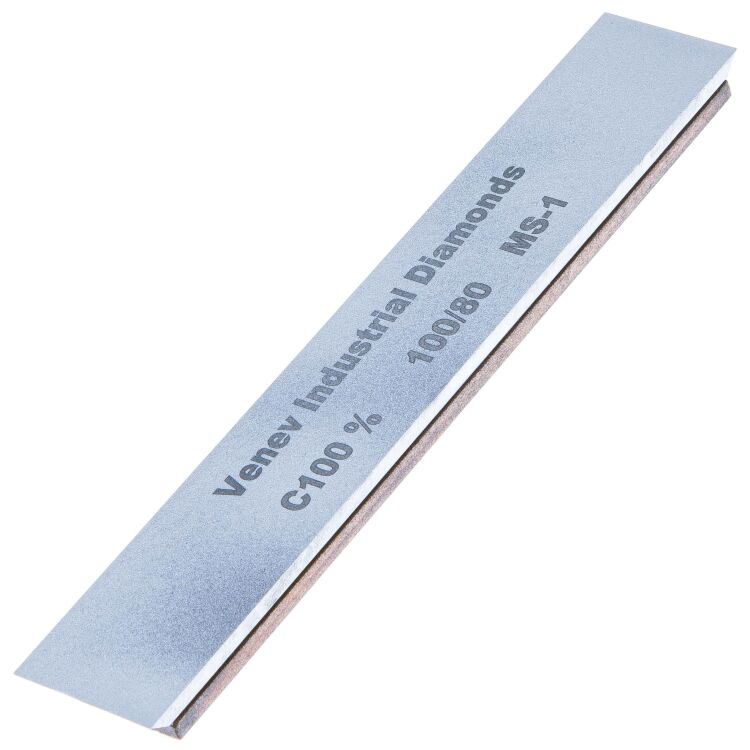 Venev Industrial Diamonds
C100 % 100/80 MS-1